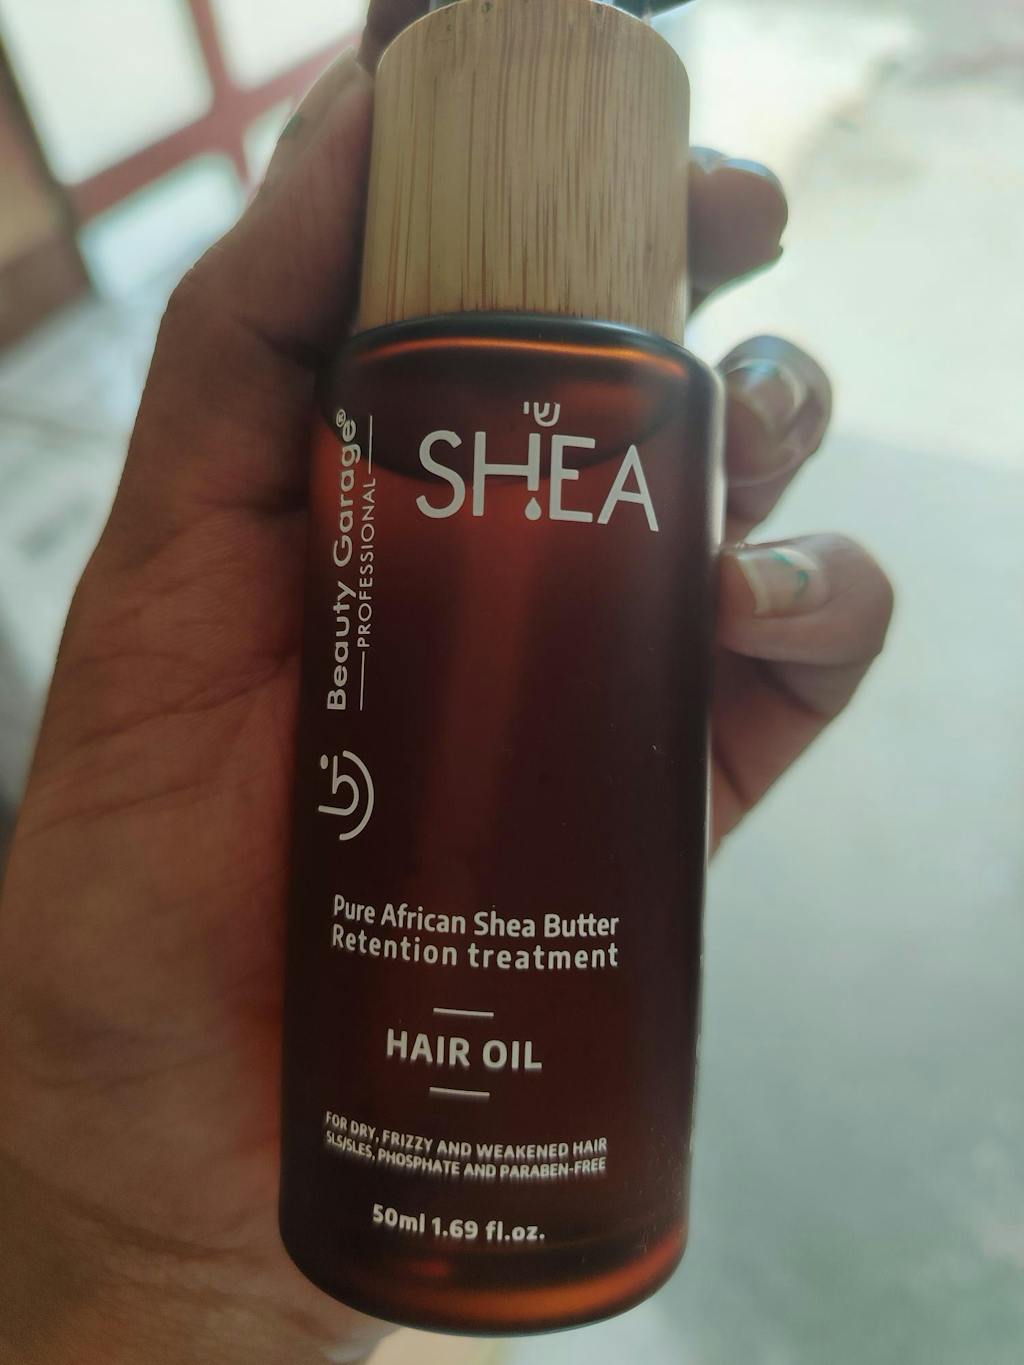 שי
SHEA
Beauty Garage®
PROFESSIONAL
Pure African Shea Butter
Retention treatment
HAIR OIL
FOR DRY, FRIZZY AND WEAKENED HAIR
SLS/SLES, PHOSPHATE AND PARABEN-FREE
50ml 1.69 fl.oz.